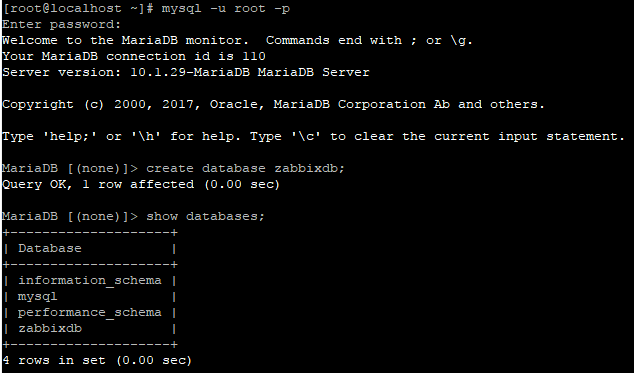 [root@localhost ~]# mysql -u root -p
Enter password:
Welcome to the MariaDB monitor.  Commands end with ; or \g.
Your MariaDB connection id is 110
Server version: 10.1.29-MariaDB MariaDB Server

Copyright (c) 2000, 2017, Oracle, MariaDB Corporation Ab and others.

Type 'help;' or '\h' for help. Type '\c' to clear the current input statement.

MariaDB [(none)]> create database zabbixdb;
Query OK, 1 row affected (0.00 sec)

MariaDB [(none)]> show databases;
+--------------------+
| Database           |
+--------------------+
| information_schema |
| mysql              |
| performance_schema |
| zabbixdb           |
+--------------------+
4 rows in set (0.00 sec)